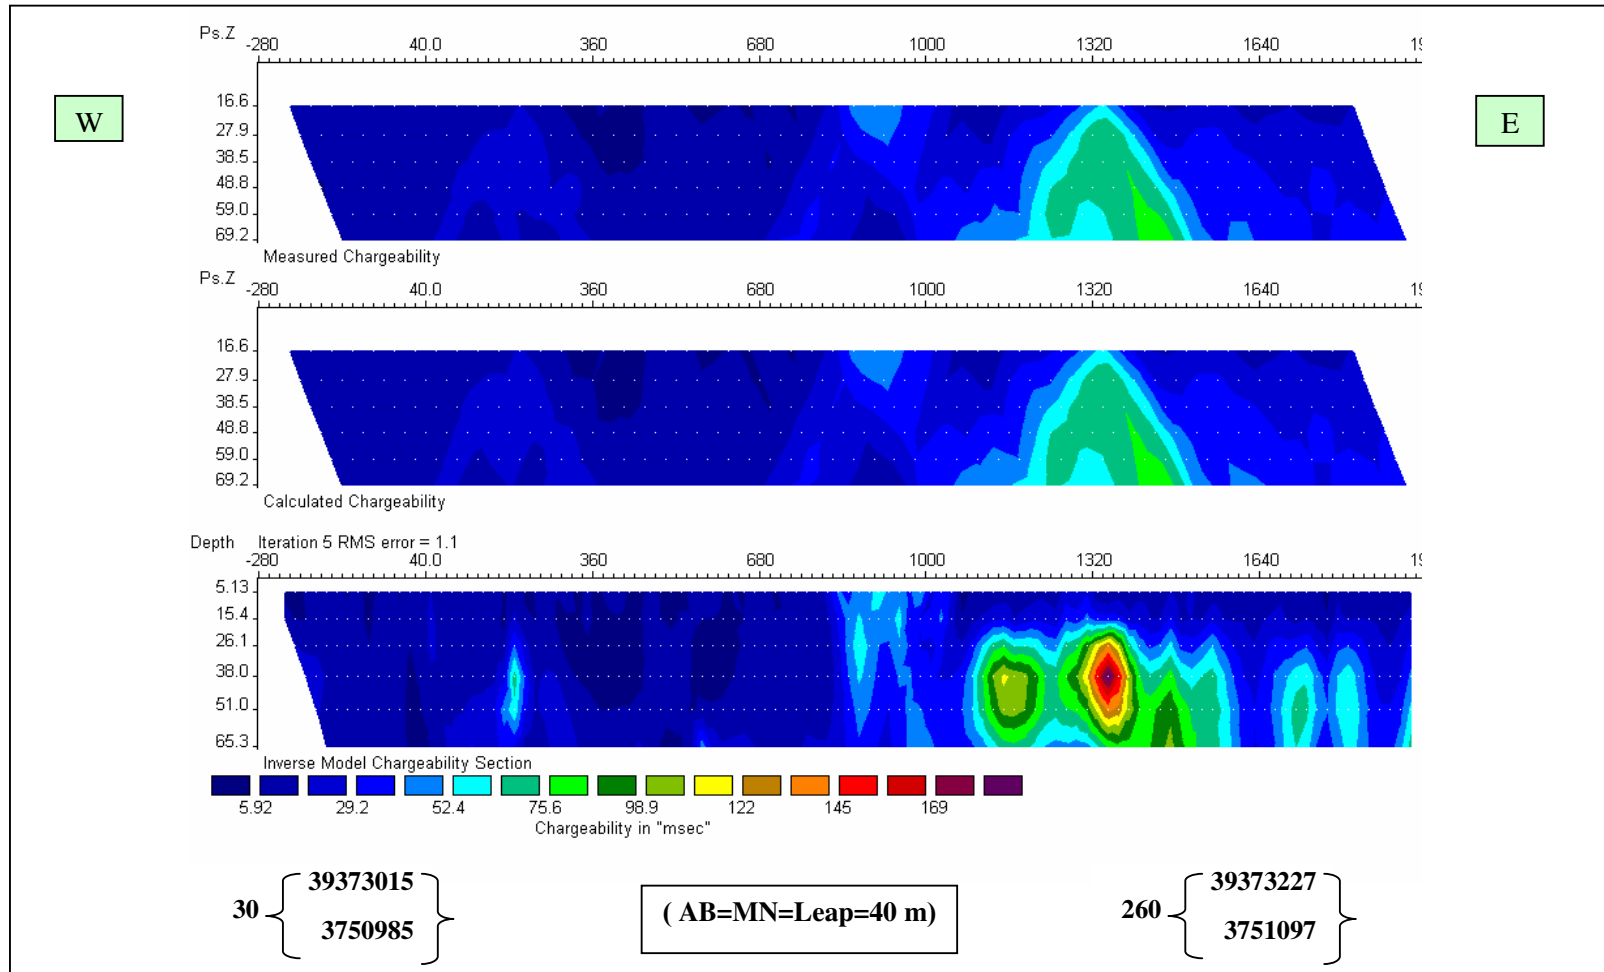 Ps.Z
-280 40.0 360 680 1000 1320 1640 19
W
E
16.6
27.9
38.5
48.8
59.0
69.2
Measured Chargeability
Ps.Z
-280 40.0 360 680 1000 1320 1640 19
16.6
27.9
38.5
48.8
59.0
69.2
Calculated Chargeability
Depth Iteration 5 RMS error = 1.1
-280 40.0 360 680 1000 1320 1640 19
5.13
15.4
26.1
38.0
51.0
65.3
Inverse Model Chargeability Section
5.92 29.2 52.4 75.6 98.9 122 145 169
Chargeability in "msec"
30 39373015
3750985
( AB=MN=Leap=40 m)
260 39373227
3751097